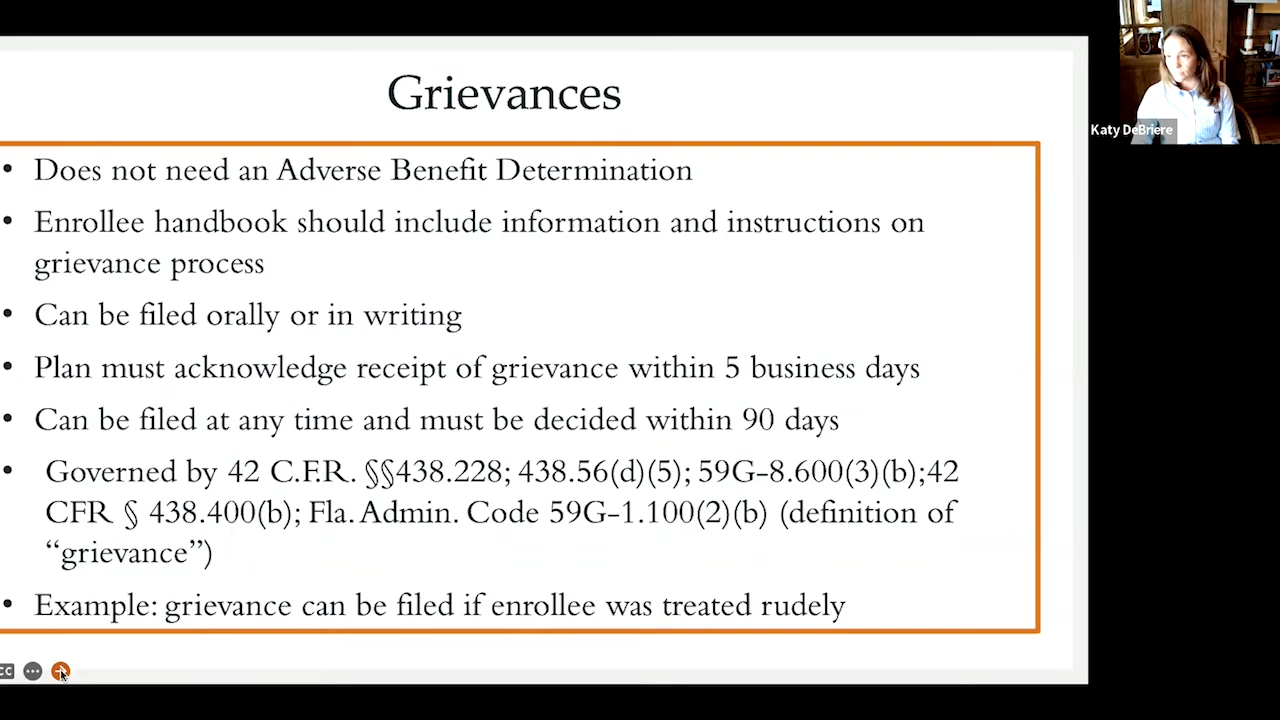 Grievances
Katy DeBriere
• Does not need an Adverse Benefit Determination
• Enrollee handbook should include information and instructions on
grievance process
• Can be filed orally or in writing
• Plan must acknowledge receipt of grievance within 5 business days
• Can be filed at any time and must be decided within 90 days
• Governed by 42 C.F.R. §§438.228; 438.56(d)(5); 59G-8.600(3)(b);42
CFR § 438.400(b); Fla. Admin. Code 59G-1.100(2)(b) (definition of
“grievance”)
• Example: grievance can be filed if enrollee was treated rudely
CC